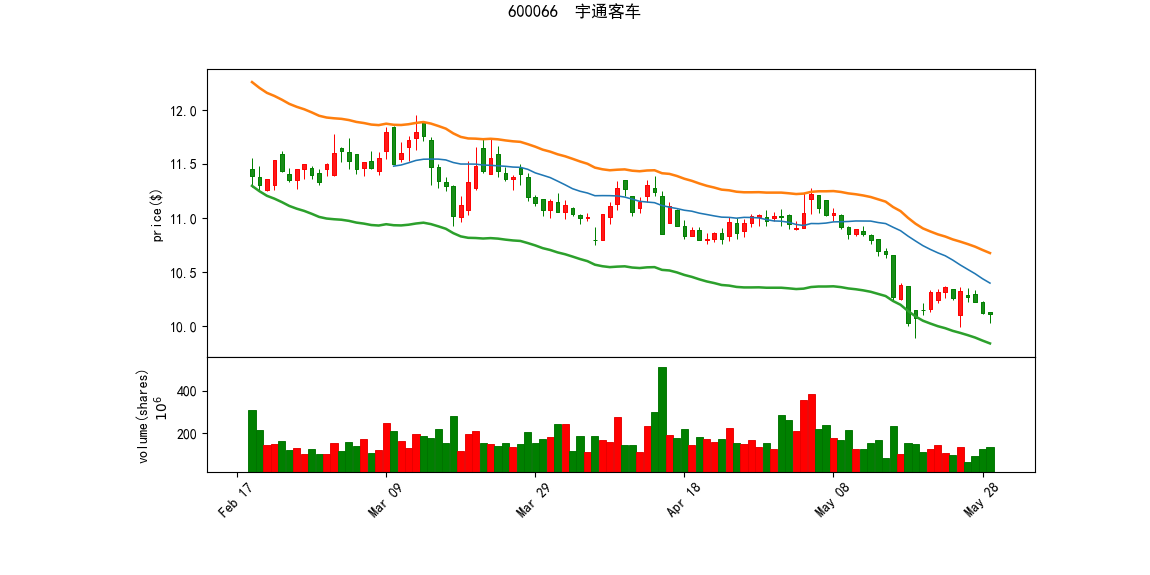 600066 宇通客车
price($)
12.0
11.5
11.0
10.5
10.0
volume(shares)
10^6
400
200
Feb 17
Mar 09
Mar 29
Apr 18
May 08
May 28